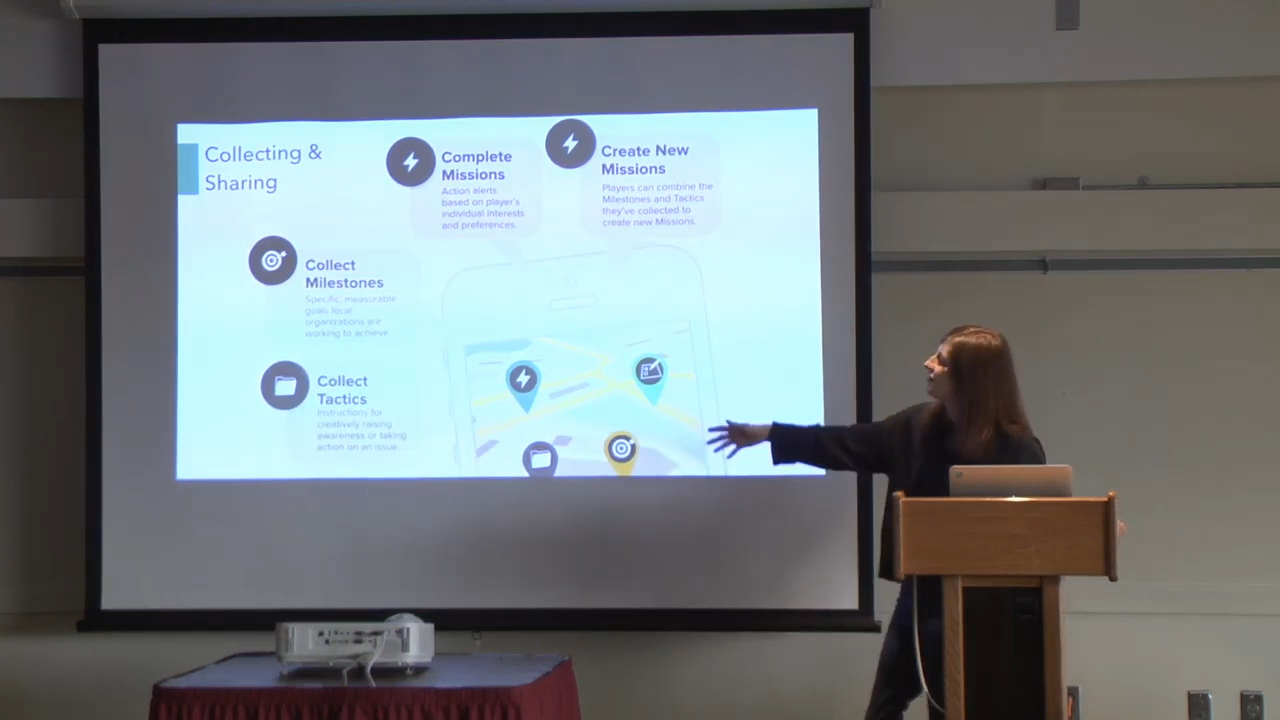 Collecting &
Sharing
Complete
Missions
Action alerts
based on player's
individual interests
and preferences.
Create New
Missions
Players can combine the
Milestones and Tactics
they've collected to
create new Missions.
Collect
Milestones
Specific, measurable
goals local
organizations are
working to achieve.
Collect
Tactics
Instructions for
creatively raising
awareness or taking
action on an issue.